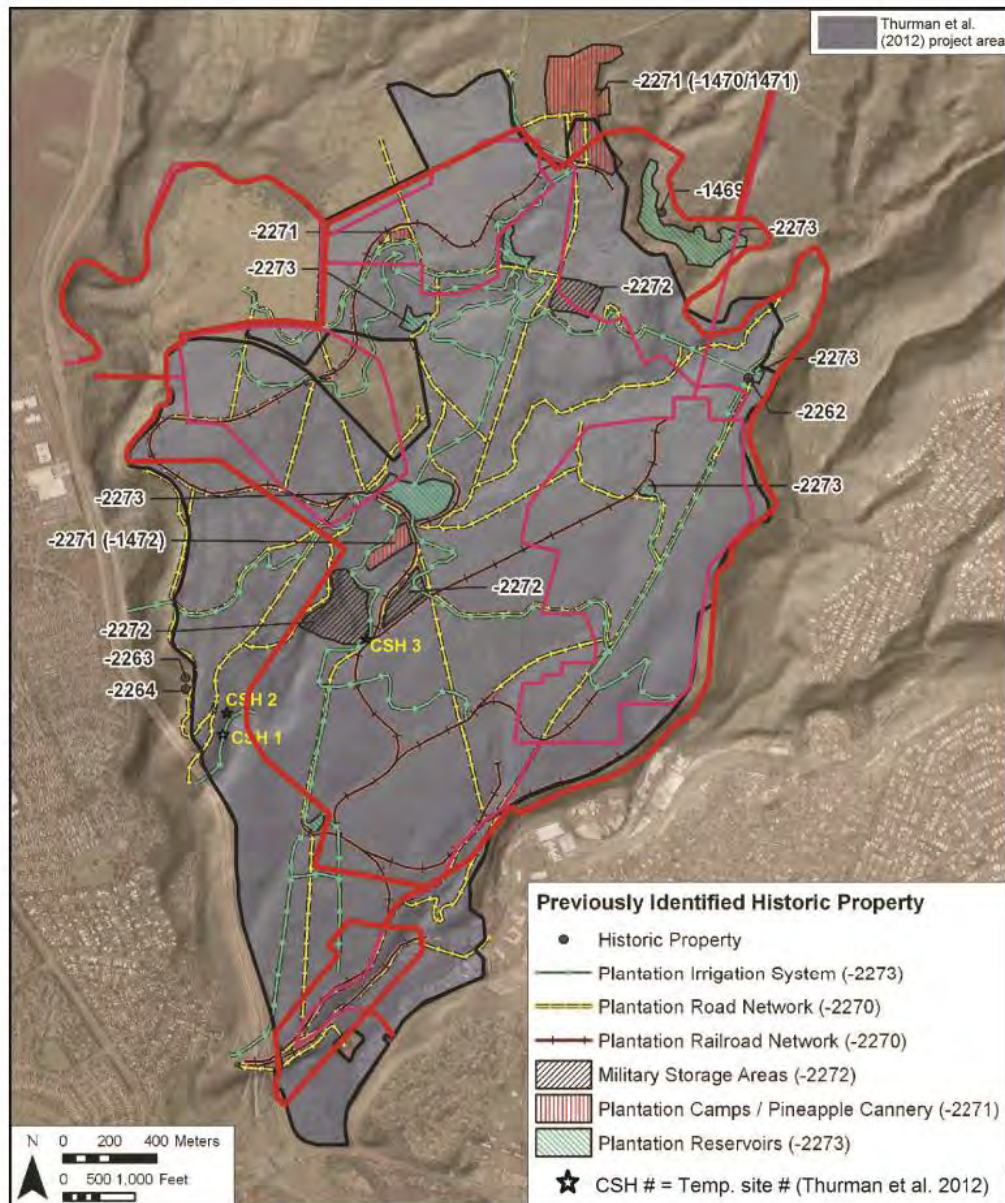 Thurman et al.
(2012) project area
-2271 (-1470/1471)
-1469
-2273
-2271
-2273
-2272
-2273
-2262
-2273
-2273
-2271 (-1472)
-2272
-2272
-2263
-2264
CSH 3
CSH 2
CSH 1
Previously Identified Historic Property
Historic Property
Plantation Irrigation System (-2273)
Plantation Road Network (-2270)
Plantation Railroad Network (-2270)
Military Storage Areas (-2272)
Plantation Camps / Pineapple Cannery (-2271)
Plantation Reservoirs (-2273)
CSH # = Temp. site # (Thurman et al. 2012)
N
0 200 400 Meters
0 500 1,000 Feet